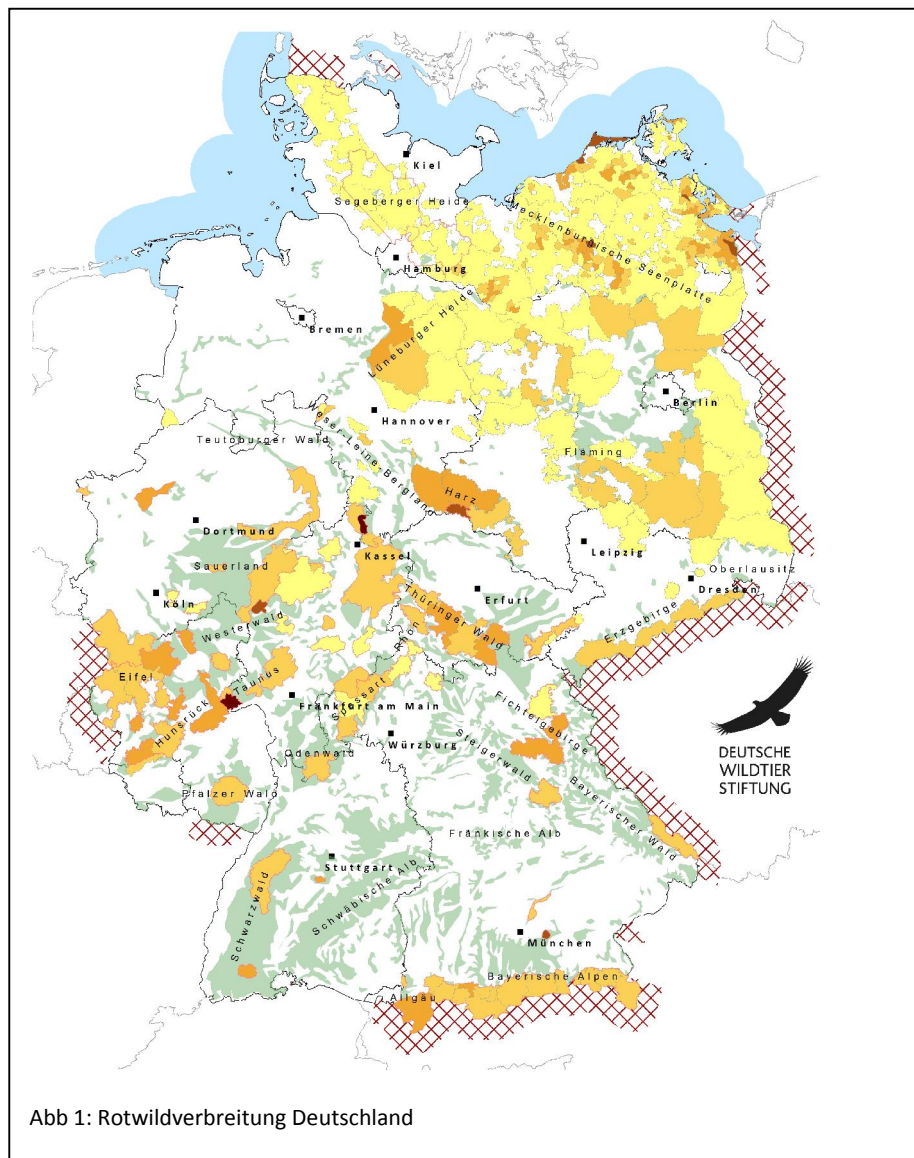 Kiel
Segeberger Heide
Mecklenburgische Seenplatte
Hamburg
Bremen
Lüneburger Heide
Berlin
Hannover
Weser-Leine-Bergland
Teutoburger Wald
Fläming
Harz
Dortmund
Leipzig
Kassel
Sauerland
Oberlausitz
Dresden
Köln
Erfurt
Thüringer Wald
Erzgebirge
Westerwald
Rhön
Eifel
Taunus
Hunsrück
Frankfurt am Main
Spessart
Fichtelgebirge
Würzburg
Steigerwald
Odenwald
DEUTSCHE
WILDTIER
STIFTUNG
Pfälzer Wald
Bayerischer Wald
Fränkische Alb
Stuttgart
Schwäbische Alb
Schwarzwald
München
Bayerische Alpen
Allgäu
Abb 1: Rotwildverbreitung Deutschland